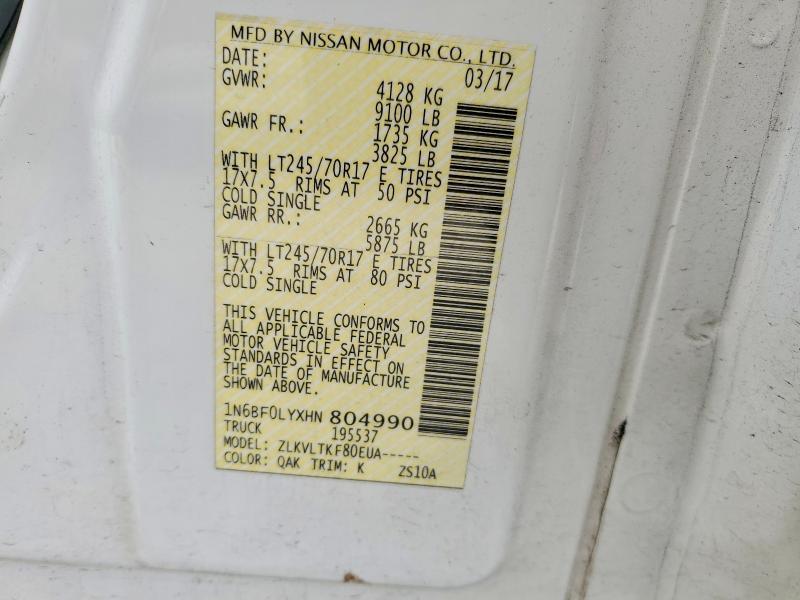 MFD BY NISSAN MOTOR CO., LTD.
DATE: 03/17
GVWR: 4128 KG
9100 LB
GAWR FR.: 1735 KG
3825 LB
WITH LT245/70R17 E TIRES
17X7.5 RIMS AT 50 PSI
COLD SINGLE
GAWR RR.: 2665 KG
5875 LB
WITH LT245/70R17 E TIRES
17X7.5 RIMS AT 80 PSI
COLD SINGLE
THIS VEHICLE CONFORMS TO
ALL APPLICABLE FEDERAL
MOTOR VEHICLE SAFETY
STANDARDS IN EFFECT ON
THE DATE OF MANUFACTURE
SHOWN ABOVE.
1N6BF0LYXHN 804990
TRUCK 195537
MODEL: ZLKVLTKF80EUA-----
COLOR: QAK TRIM: K ZS10A